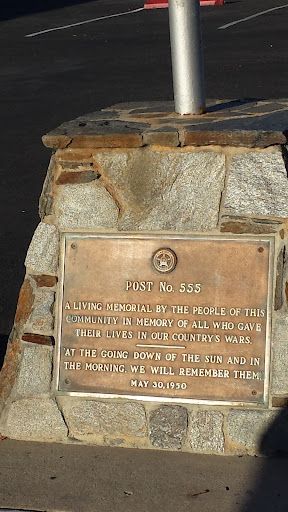 POST No. 555
A LIVING MEMORIAL BY THE PEOPLE OF THIS
COMMUNITY IN MEMORY OF ALL WHO GAVE
THEIR LIVES IN OUR COUNTRY'S WARS.
"AT THE GOING DOWN OF THE SUN AND IN
THE MORNING, WE WILL REMEMBER THEM."
MAY 30, 1950